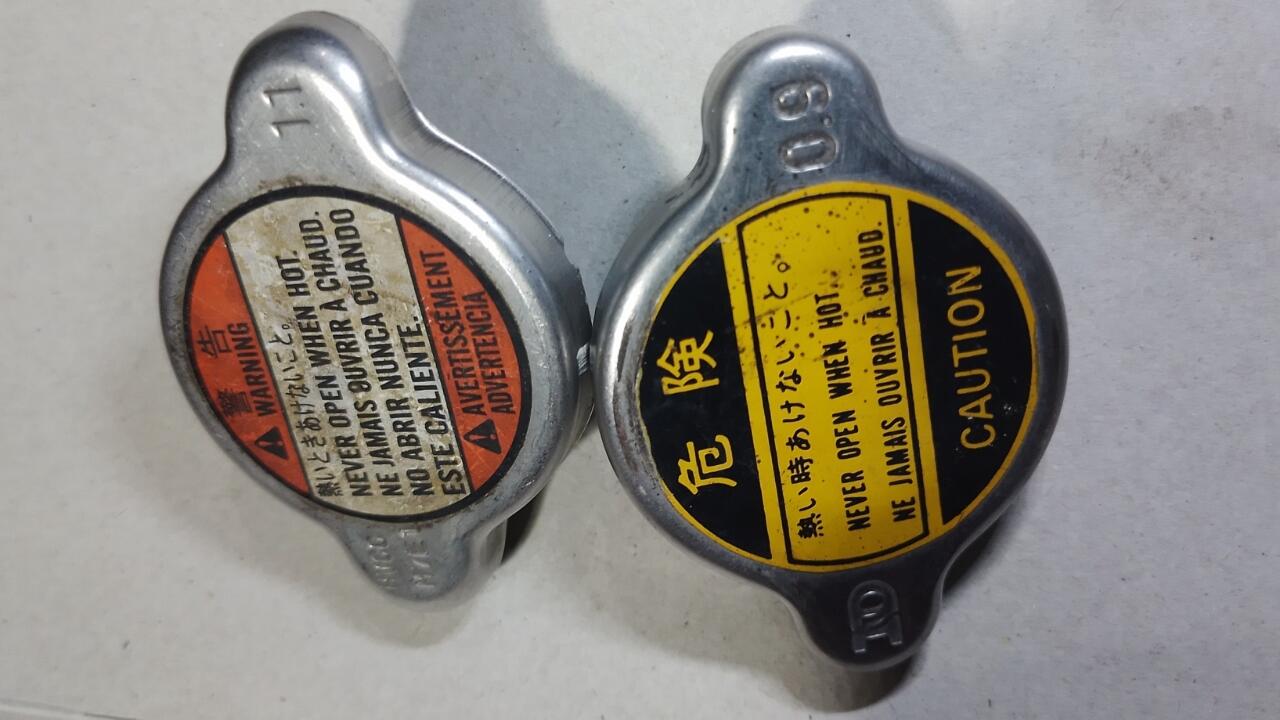 1.1
警告
WARNING
熱いときあけないこと。
NEVER OPEN WHEN HOT.
NE JAMAIS OUVRIR À CHAUD.
NO ABRIR NUNCA CUANDO
ESTE CALIENTE.
AVERTISSEMENT
ADVERTENCIA
0.9
危険
熱い時あけないこと。
NEVER OPEN WHEN HOT.
NE JAMAIS OUVRIR À CHAUD.
CAUTION